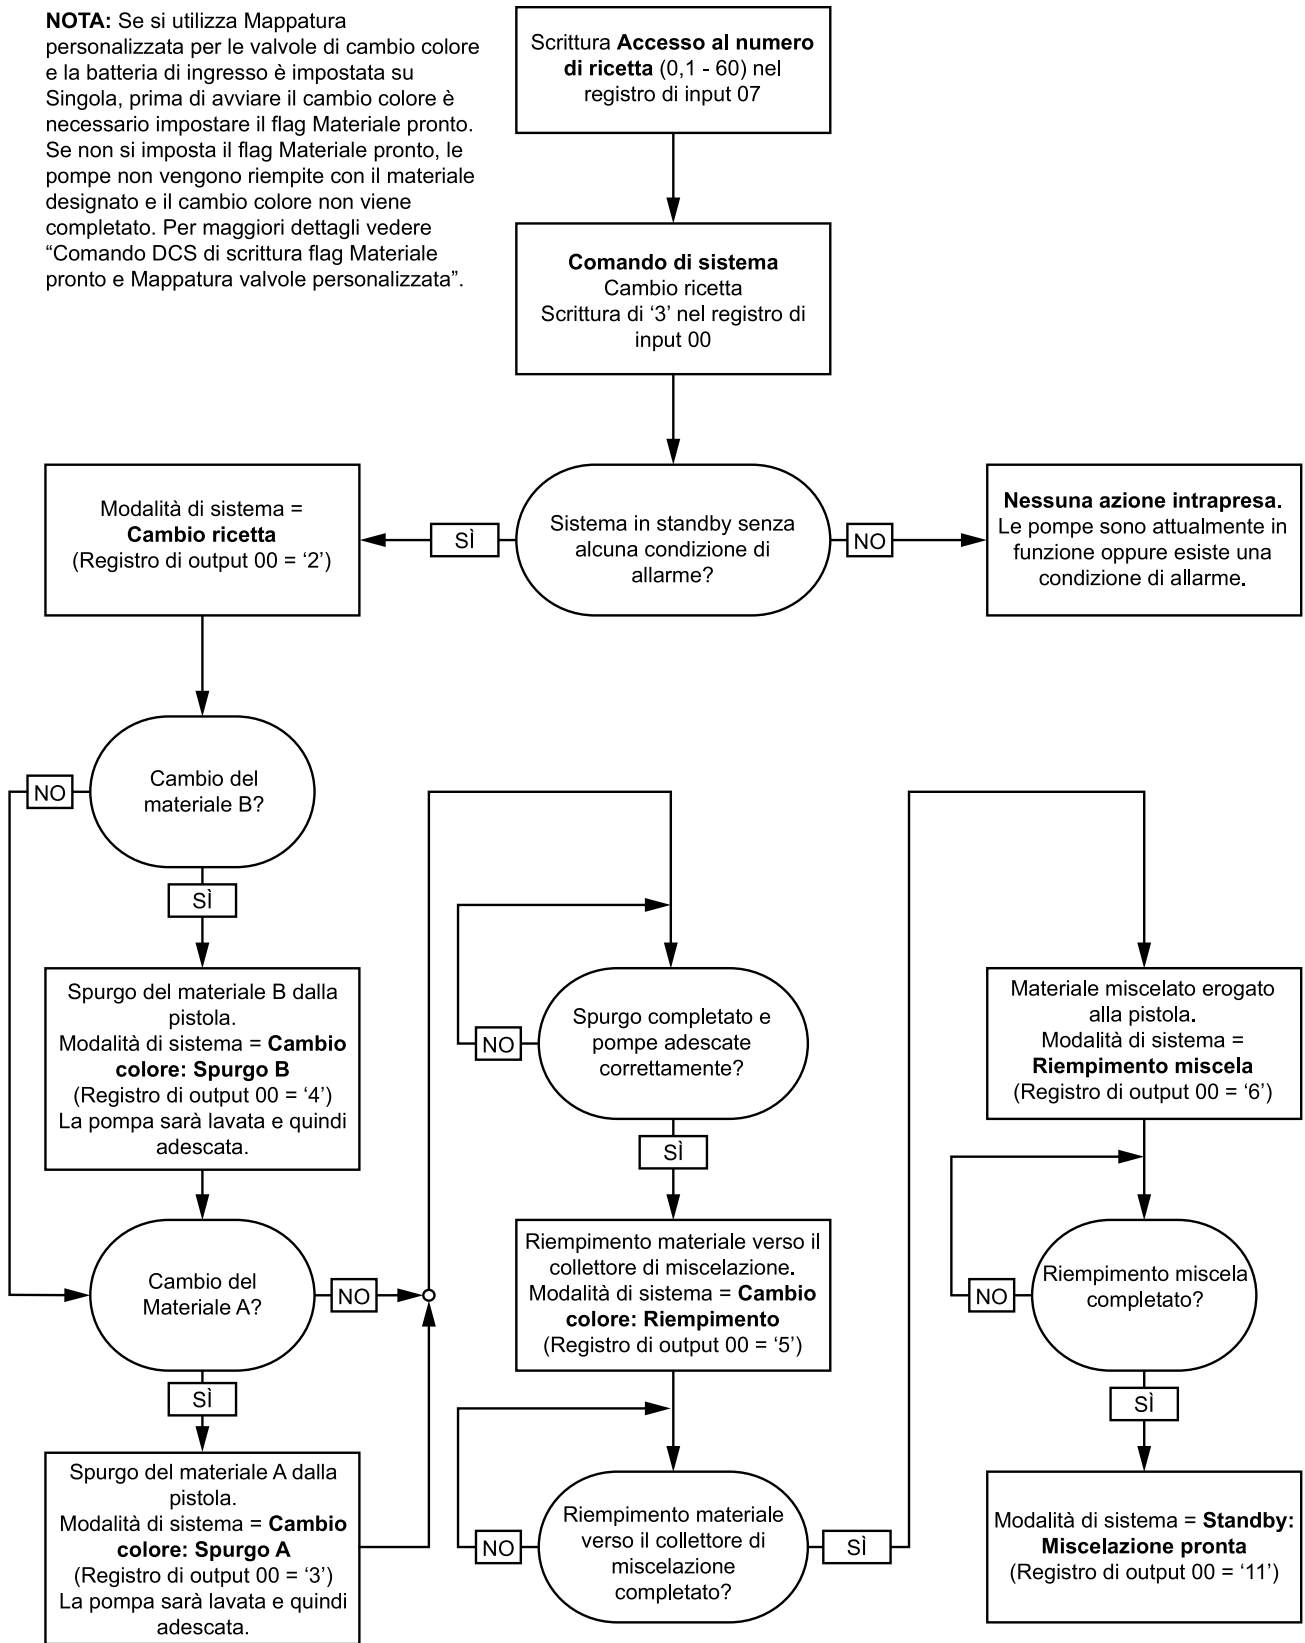 NOTA: Se si utilizza Mappatura
personalizzata per le valvole di cambio colore
e la batteria di ingresso è impostata su
Singola, prima di avviare il cambio colore è
necessario impostare il flag Materiale pronto.
Se non si imposta il flag Materiale pronto, le
pompe non vengono riempite con il materiale
designato e il cambio colore non viene
completato. Per maggiori dettagli vedere
“Comando DCS di scrittura flag Materiale
pronto e Mappatura valvole personalizzata”.
Scrittura Accesso al numero
di ricetta (0,1 - 60) nel
registro di input 07
Comando di sistema
Cambio ricetta
Scrittura di ‘3’ nel registro di
input 00
Sistema in standby senza
alcuna condizione di
allarme?
SÌ
NO
Modalità di sistema =
Cambio ricetta
(Registro di output 00 = ‘2’)
Nessuna azione intrapresa.
Le pompe sono attualmente in
funzione oppure esiste una
condizione di allarme.
Cambio del
materiale B?
NO
SÌ
Spurgo del materiale B dalla
pistola.
Modalità di sistema = Cambio
colore: Spurgo B
(Registro di output 00 = ‘4’)
La pompa sarà lavata e quindi
adescata.
Cambio del
Materiale A?
NO
SÌ
Spurgo del materiale A dalla
pistola.
Modalità di sistema = Cambio
colore: Spurgo A
(Registro di output 00 = ‘3’)
La pompa sarà lavata e quindi
adescata.
Spurgo completato e
pompe adescate
correttamente?
NO
SÌ
Riempimento materiale verso il
collettore di miscelazione.
Modalità di sistema = Cambio
colore: Riempimento
(Registro di output 00 = ‘5’)
Riempimento materiale
verso il collettore di
miscelazione
completato?
NO
SÌ
Materiale miscelato erogato
alla pistola.
Modalità di sistema =
Riempimento miscela
(Registro di output 00 = ‘6’)
Riempimento miscela
completato?
NO
SÌ
Modalità di sistema = Standby:
Miscelazione pronta
(Registro di output 00 = ‘11’)